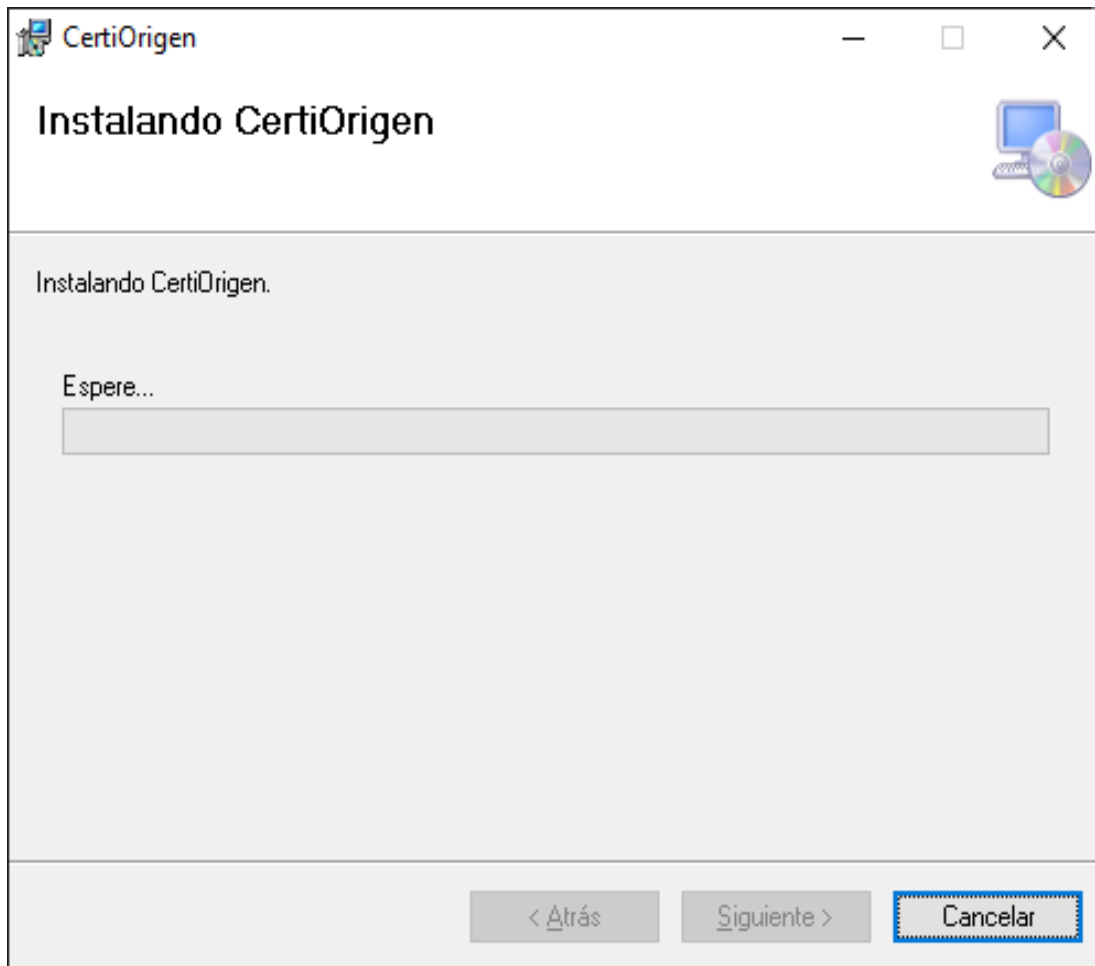 CertiOrigen
Instalando CertiOrigen
Instalando CertiOrigen.
Espere...
< Atrás Siguiente > Cancelar